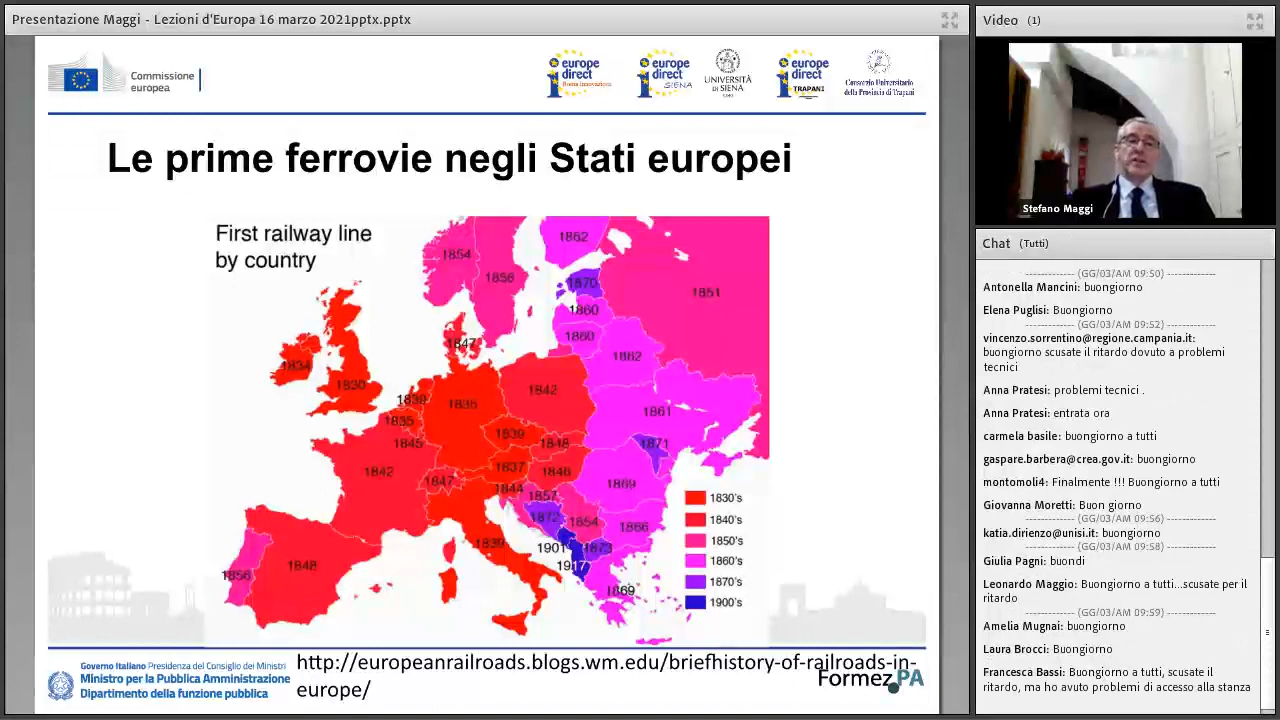 Presentazione Maggi - Lezioni d'Europa 16 marzo 2021pptx.pptx
Commissione
europea
europe
direct
Roma Innovazione
europe
direct
SIENA
UNIVERSITÀ
DI SIENA
1240
europe
direct
TRAPANI
Consorzio Universitario
della Provincia di Trapani
Le prime ferrovie negli Stati europei
First railway line
by country
1862
1854
1856
1870
1851
1860
1847
1860
1862
1834
1830
1839
1835
1842
1861
1835
1839
1845
1848
1871
1842
1837
1846
1847
1844
1857
1869
1872
1854
1866
1839
1901
1873
1917
1856
1848
1869
1830's
1840's
1850's
1860's
1870's
1900's
Governo Italiano Presidenza del Consiglio dei Ministri
Ministro per la Pubblica Amministrazione
Dipartimento della funzione pubblica
http://europeanrailroads.blogs.wm.edu/briefhistory-of-railroads-in-
europe/
Formez PA
Video (1)
Stefano Maggi
Chat (Tutti)
------------- (GG/03/AM 09:50) --------------
Antonella Mancini: buongiorno
Elena Puglisi: Buongiorno
------------- (GG/03/AM 09:52) --------------
vincenzo.sorrentino@regione.campania.it:
buongiorno scusate il ritardo dovuto a problemi
tecnici
Anna Pratesi: problemi tecnici .
Anna Pratesi: entrata ora
carmela basile: buongiorno a tutti
gaspare.barbera@crea.gov.it: buongiorno
montomoli4: Finalmente !!! Buongiorno a tutti
Giovanna Moretti: Buon giorno
------------- (GG/03/AM 09:56) --------------
katia.dirienzo@unisi.it: buongiorno
------------- (GG/03/AM 09:58) --------------
Giulia Pagni: buondi
Leonardo Maggio: Buongiorno a tutti...scusate per il
ritardo
------------- (GG/03/AM 09:59) --------------
Amelia Mugnai: buongiorno
Laura Brocci: Buongiorno
Francesca Bassi: Buongiorno a tutti, scusate il
ritardo, ma ho avuto problemi di accesso alla stanza